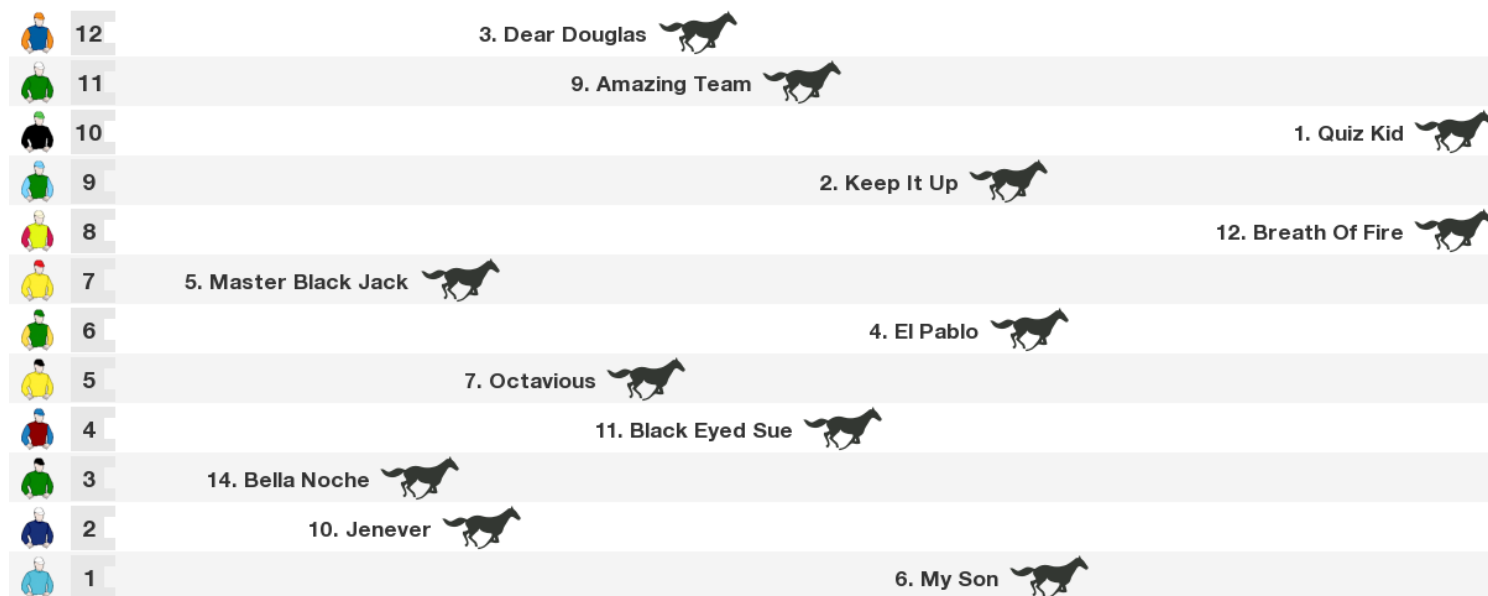 12 3. Dear Douglas
11 9. Amazing Team
10 1. Quiz Kid
9 2. Keep It Up
8 12. Breath Of Fire
7 5. Master Black Jack
6 4. El Pablo
5 7. Octavious
4 11. Black Eyed Sue
3 14. Bella Noche
2 10. Jenever
1 6. My Son